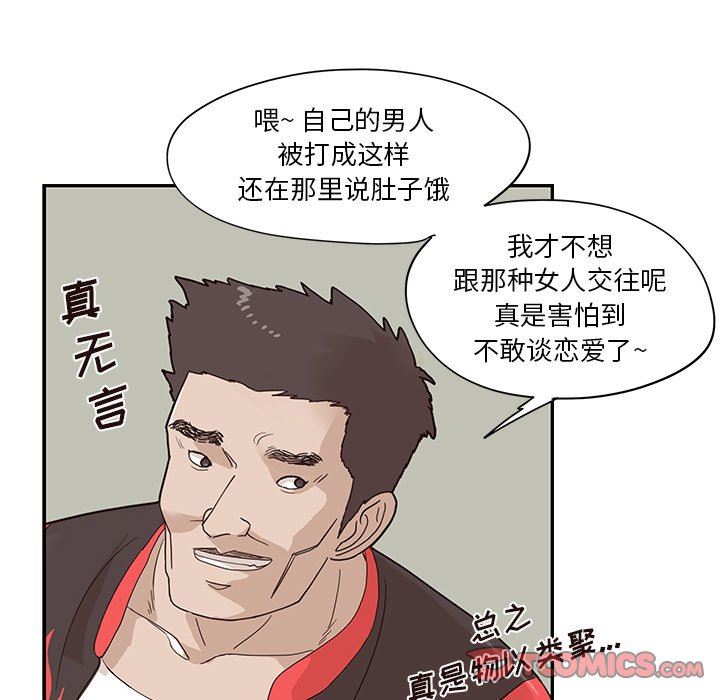 喂~ 自己的男人
被打成这样
还在那里说肚子饿
我才不想
跟那种女人交往呢
真是害怕到
不敢谈恋爱了~
真无言
总之
真是物以类聚...
COMICS.COM